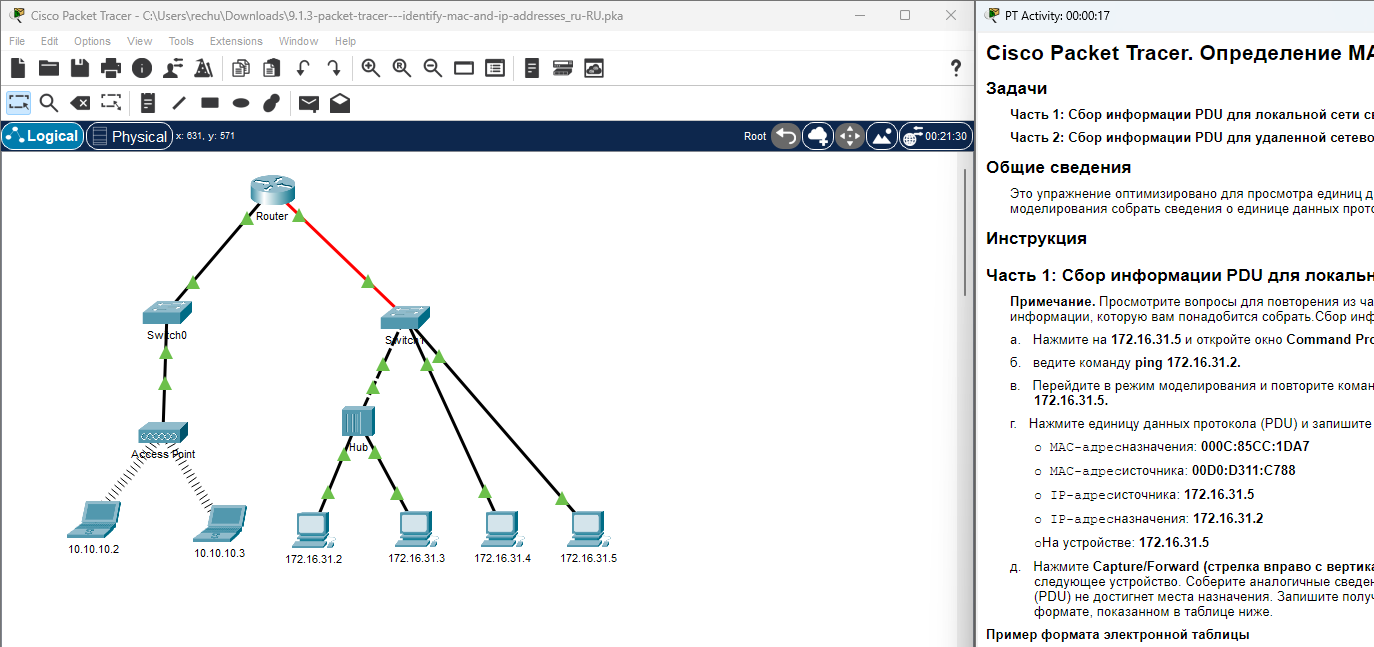 Cisco Packet Tracer - C:\Users\rechu\Downloads\9.1.3-packet-tracer---identify-mac-and-ip-addresses_ru-RU.pka
File Edit Options View Tools Extensions Window Help
Logical Physical x: 631, y: 571 Root 00:21:30
Router
Switch0
Switch1
Access Point
Hub
10.10.10.2
10.10.10.3
172.16.31.2
172.16.31.3
172.16.31.4
172.16.31.5
PT Activity: 00:00:17
Cisco Packet Tracer. Определение MA
Задачи
Часть 1: Сбор информации PDU для локальной сети с
Часть 2: Сбор информации PDU для удаленной сетево
Общие сведения
Это упражнение оптимизировано для просмотра единиц д
моделирования собрать сведения о единице данных прото
Инструкция
Часть 1: Сбор информации PDU для локальн
Примечание. Просмотрите вопросы для повторения из ча
информации, которую вам понадобится собрать.Сбор инф
а. Нажмите на 172.16.31.5 и откройте окно Command Pro
б. ведите команду ping 172.16.31.2.
в. Перейдите в режим моделирования и повторите коман
172.16.31.5.
г. Нажмите единицу данных протокола (PDU) и запишите
o MAC-адресназначения: 000C:85CC:1DA7
o MAC-адресисточника: 00D0:D311:C788
o IP-адресисточника: 172.16.31.5
o IP-адресназначения: 172.16.31.2
oНа устройстве: 172.16.31.5
д. Нажмите Capture/Forward (стрелка вправо с вертика
следующее устройство. Соберите аналогичные сведен
(PDU) не достигнет места назначения. Запишите получ
формате, показанном в таблице ниже.
Пример формата электронной таблицы